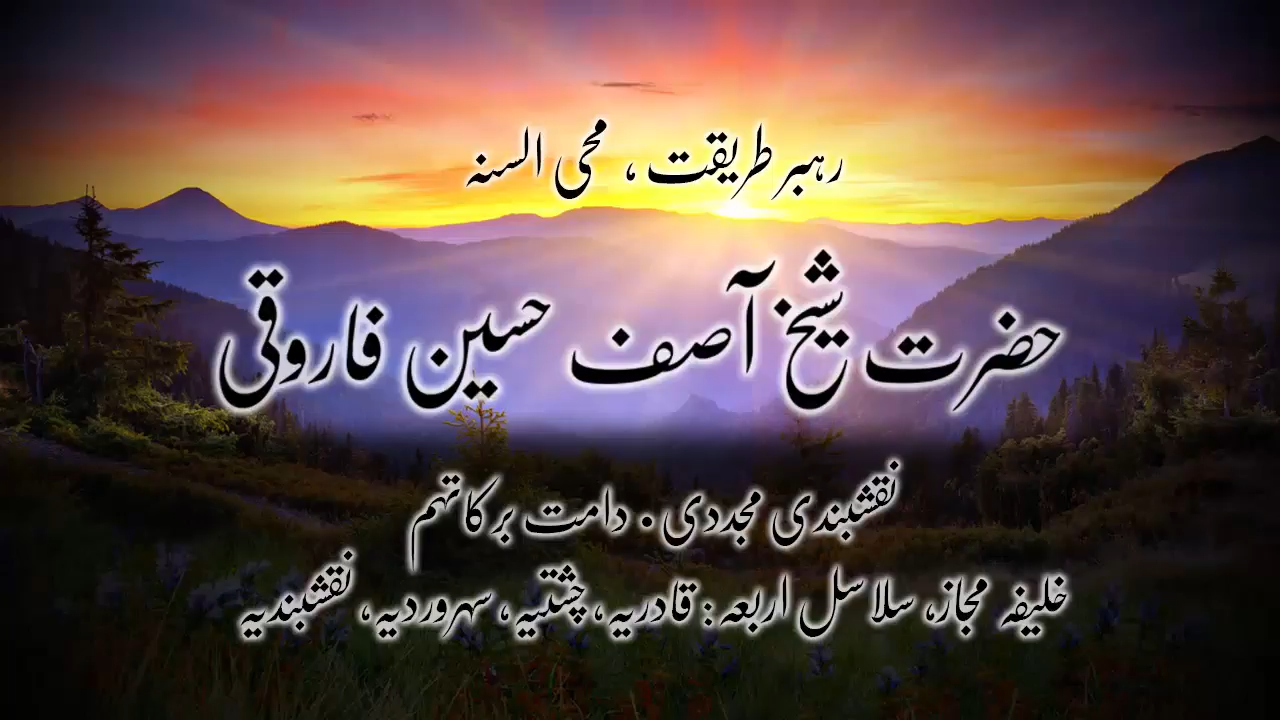 رہبر طریقت ، محی السنہ
حضرت شیخ آصف حسین فاروقی
نقشبندی مجددی . دامت برکاتہم
خلیفہ مجاز، سلاسل اربعہ : قادریہ، چشتیہ، سہروردیہ، نقشبندیہ